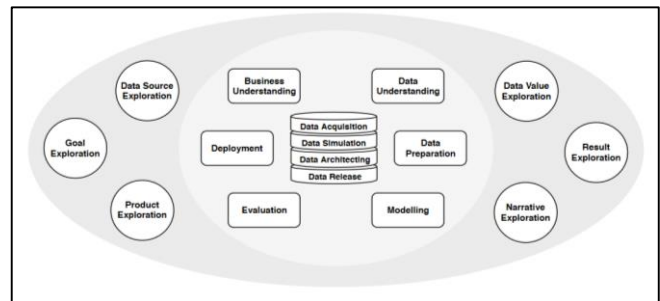 Data Source
Exploration
Business
Understanding
Data
Understanding
Data Value
Exploration
Goal
Exploration
Deployment
Data Acquisition
Data Simulation
Data Architecting
Data Release
Data
Preparation
Result
Exploration
Product
Exploration
Evaluation
Modelling
Narrative
Exploration